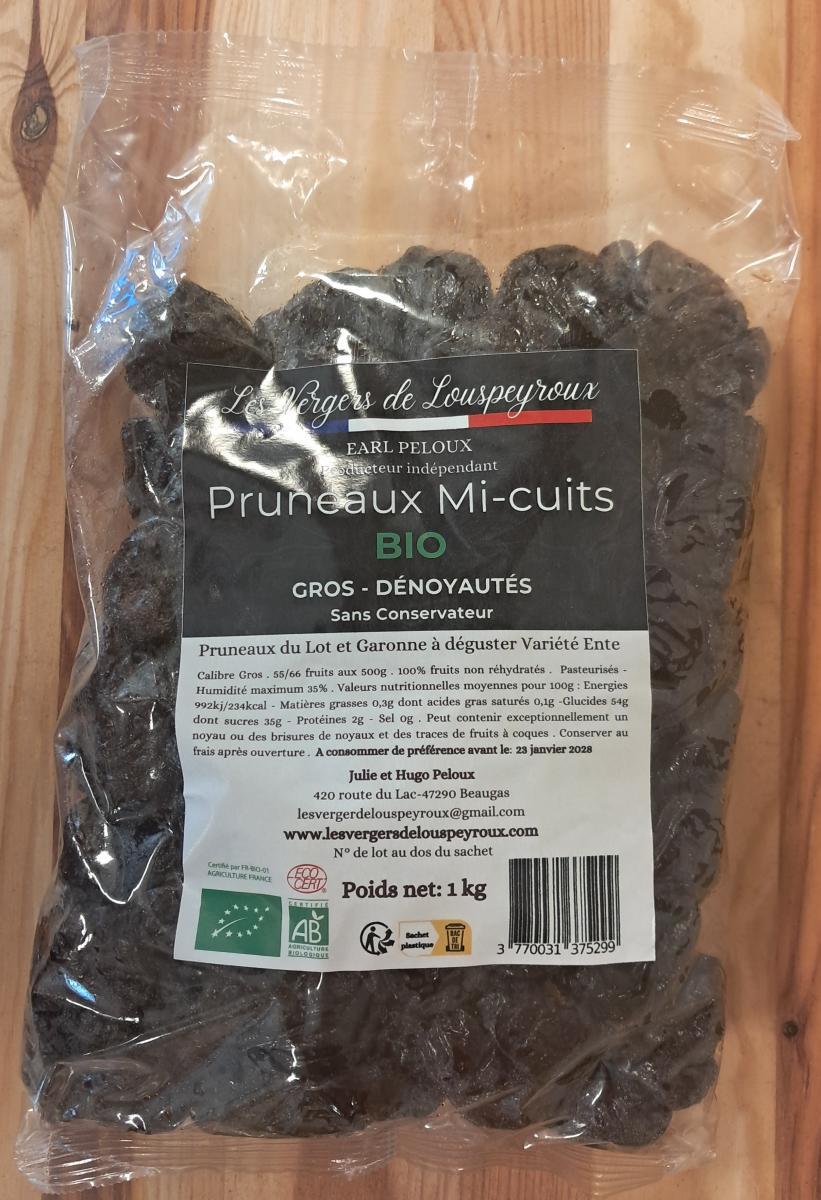 Les Vergers de Louspeyroux
EARL PELOUX
Producteur indépendant
Pruneaux Mi-cuits
BIO
GROS - DÉNOYAUTÉS
Sans Conservateur
Pruneaux du Lot et Garonne à déguster Variété Ente
Calibre Gros . 55/66 fruits aux 500g . 100% fruits non réhydratés . Pasteurisés -
Humidité maximum 35% . Valeurs nutritionnelles moyennes pour 100g : Energies
992kj/234kcal - Matières grasses 0,3g dont acides gras saturés 0,1g -Glucides 54g
dont sucres 35g - Protéines 2g - Sel 0g . Peut contenir exceptionnellement un
noyau ou des brisures de noyaux et des traces de fruits à coques . Conserver au
frais après ouverture . A consommer de préférence avant le: 23 janvier 2028
Julie et Hugo Peloux
420 route du Lac-47290 Beaugas
lesvergerdelouspeyroux@gmail.com
www.lesvergersdelouspeyroux.com
N° de lot au dos du sachet
Certifié par FR-BIO-01
AGRICULTURE FRANCE
ECO
CERT
Poids net: 1 kg
CERTIFIÉ
AB
AGRICULTURE
BIOLOGIQUE
Sachet
plastique
BAC
DE
TRI
3 770031 375299